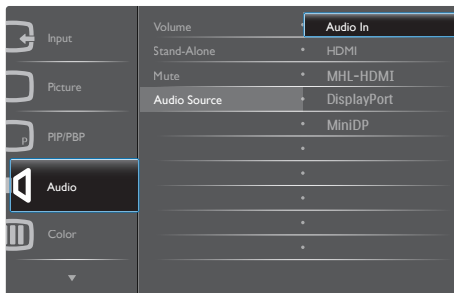 Input
Picture
P
PIP/PBP
Audio
Color
Volume
Stand-Alone
Mute
Audio Source
Audio In
HDMI
MHL-HDMI
DisplayPort
MiniDP